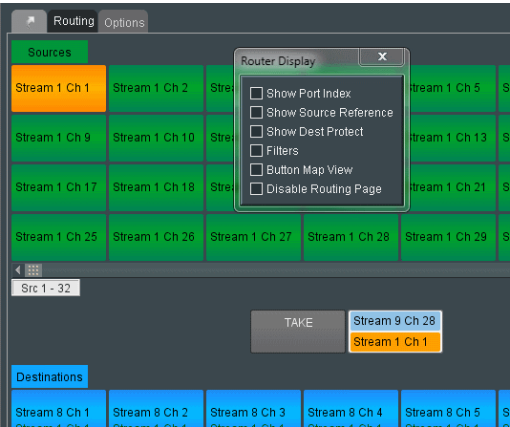 Routing Options
Sources
Router Display x
Stream 1 Ch 1 Stream 1 Ch 2 Stre Stream 1 Ch 5 S
Show Port Index
Show Source Reference
Show Dest Protect
Stream 1 Ch 9 Stream 1 Ch 10 Stre Stream 1 Ch 13 S
Filters
Button Map View
Disable Routing Page
Stream 1 Ch 17 Stream 1 Ch 18 Stre Stream 1 Ch 21 S
Stream 1 Ch 25 Stream 1 Ch 26 Stream 1 Ch 27 Stream 1 Ch 28 Stream 1 Ch 29 S
Src 1 - 32
TAKE
Stream 9 Ch 28
Stream 1 Ch 1
Destinations
Stream 8 Ch 1 Stream 8 Ch 2 Stream 8 Ch 3 Stream 8 Ch 4 Stream 8 Ch 5 S